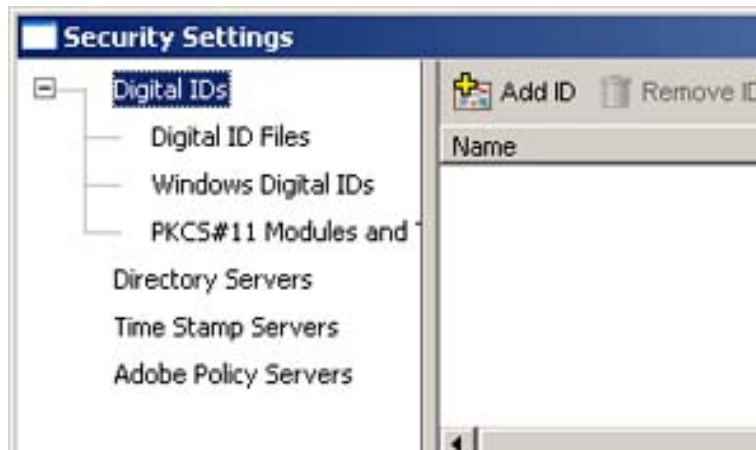 Security Settings
Digital IDs
Digital ID Files
Windows Digital IDs
PKCS#11 Modules and
Directory Servers
Time Stamp Servers
Adobe Policy Servers
Add ID Remove ID
Name